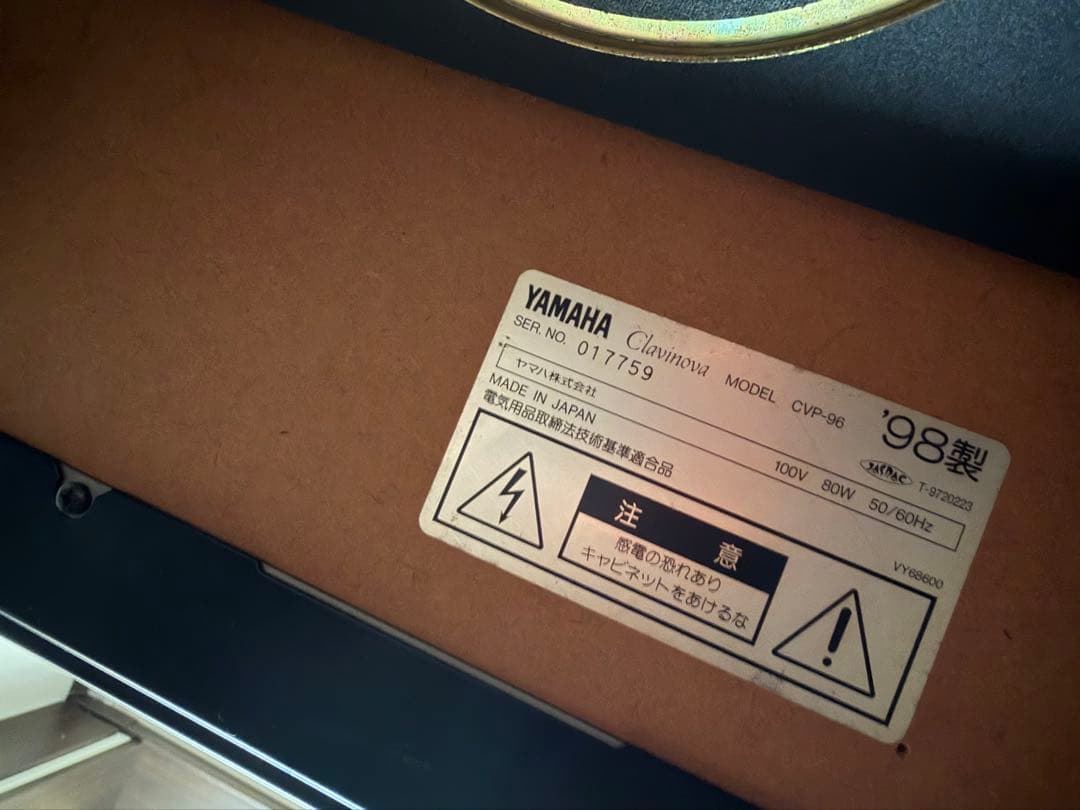 YAMAHA Clavinova MODEL CVP-96 '98製
SER. NO. 017759
JATPAC T-9720223
ヤマハ株式会社 100V 80W 50/60Hz
MADE IN JAPAN
電気用品取締法技術基準適合品
VY68600
注意
感電の恐れあり
キャビネットをあけるな